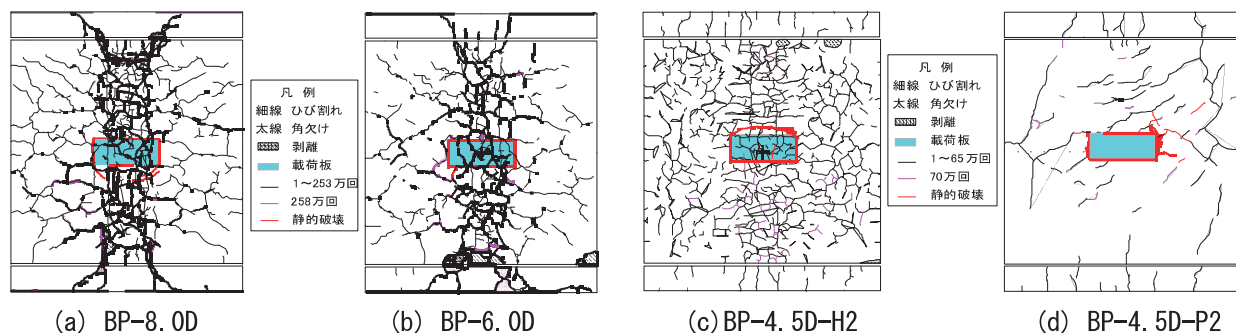 凡 例
細線 ひび割れ
太線 角欠け
剥離
載荷板
1～253万回
258万回
静的破壊
凡 例
細線 ひび割れ
太線 角欠け
剥離
載荷板
1～65万回
70万回
静的破壊
(a) BP-8.0D
(b) BP-6.0D
(c) BP-4.5D-H2
(d) BP-4.5D-P2